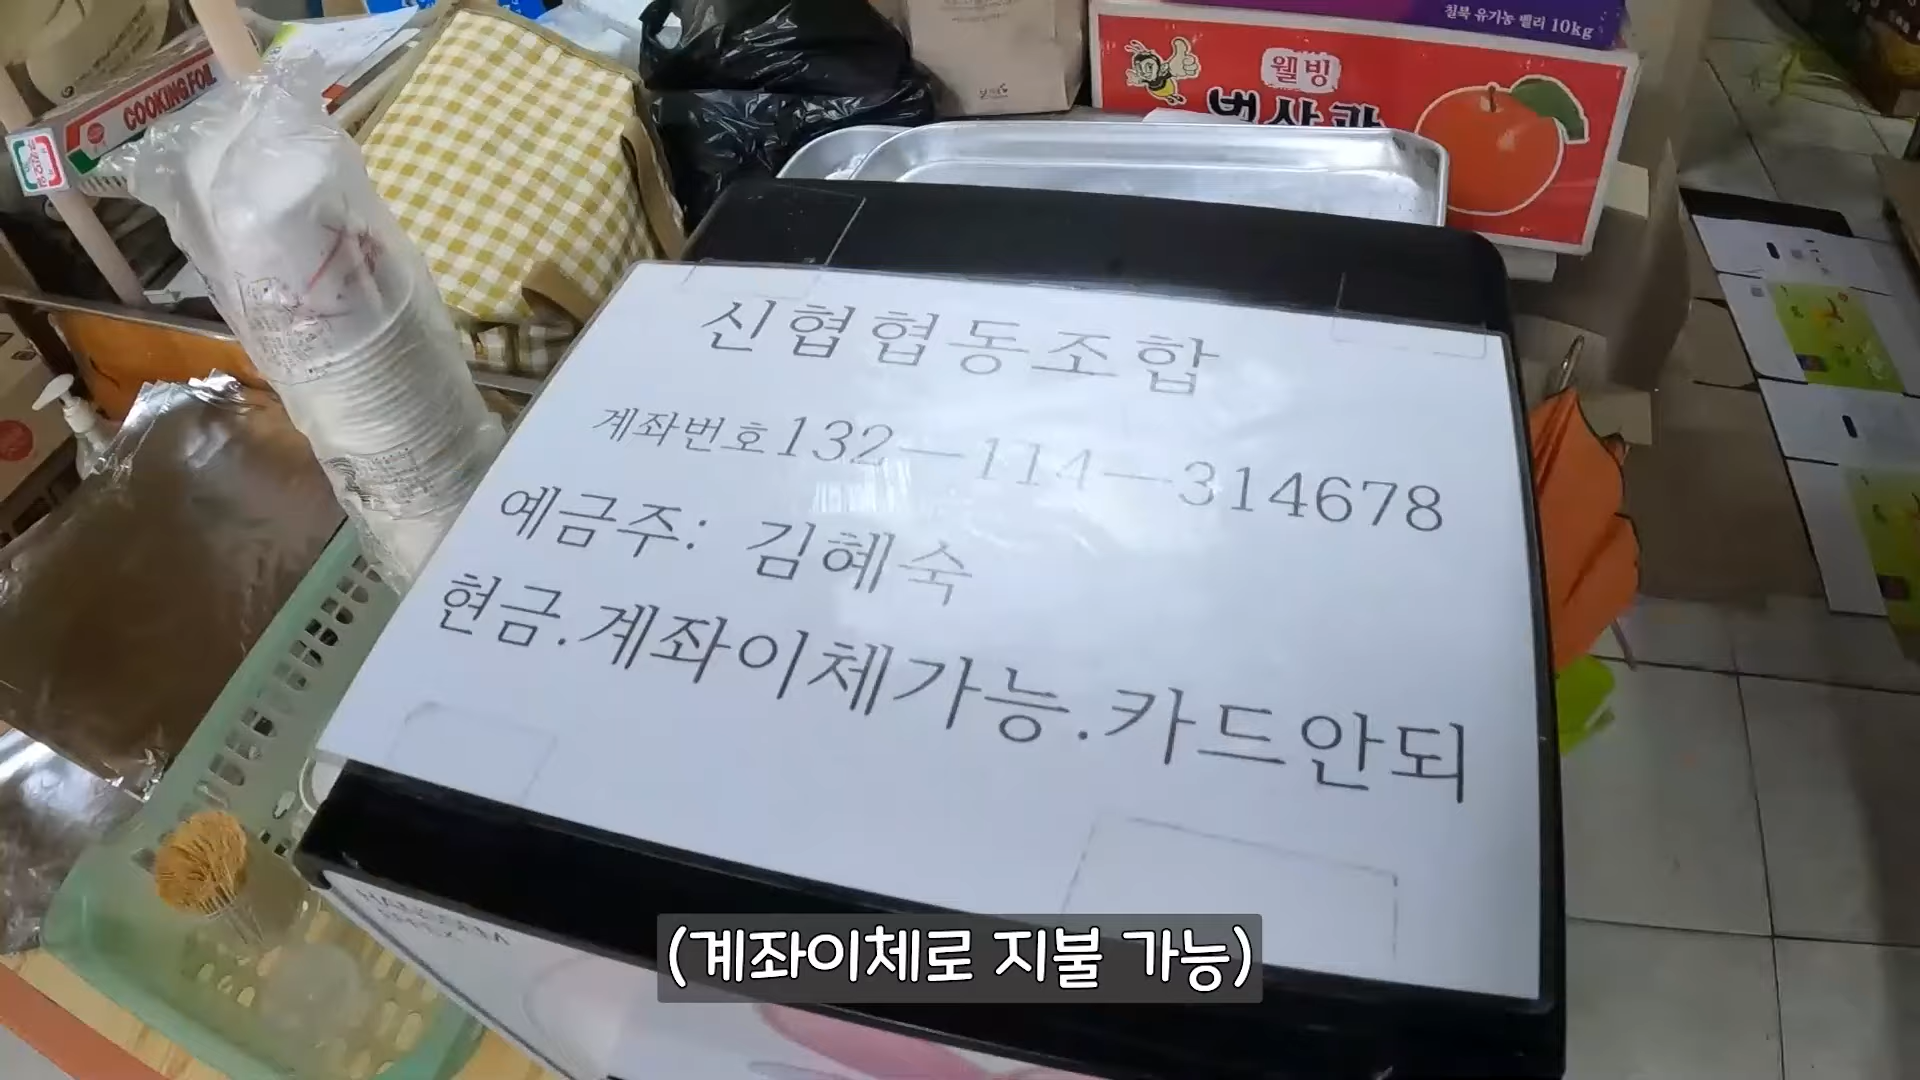 칠북 유기농 밸리 10kg
웰빙
COOKING FOIL
신협협동조합
계좌번호132-114-314678
예금주: 김혜숙
현금.계좌이체가능.카드안되
(계좌이체로 지불 가능)